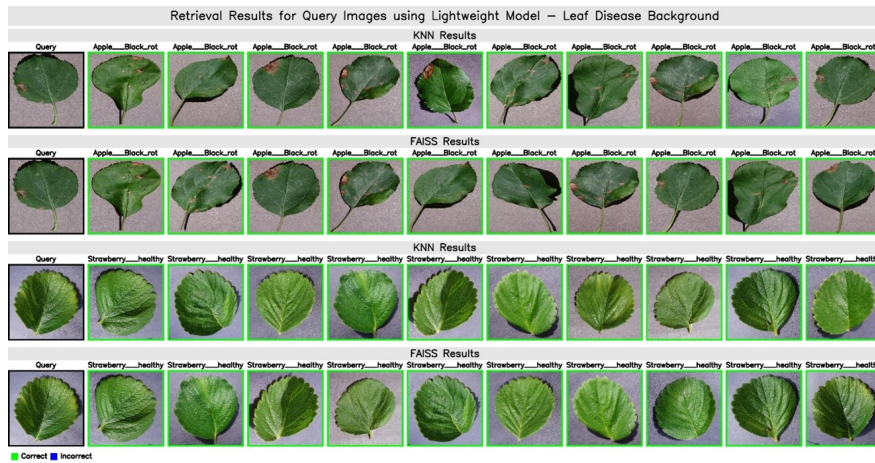 Retrieval Results for Query Images using Lightweight Model - Leaf Disease Background
KNN Results
Query Apple___Black_rot Apple___Black_rot Apple___Black_rot Apple___Black_rot Apple___Black_rot Apple___Black_rot Apple___Black_rot Apple___Black_rot Apple___Black_rot Apple___Black_rot
FAISS Results
Query Apple___Black_rot Apple___Black_rot Apple___Black_rot Apple___Black_rot Apple___Black_rot Apple___Black_rot Apple___Black_rot Apple___Black_rot Apple___Black_rot Apple___Black_rot
KNN Results
Query Strawberry___healthy Strawberry___healthy Strawberry___healthy Strawberry___healthy Strawberry___healthy Strawberry___healthy Strawberry___healthy Strawberry___healthy Strawberry___healthy Strawberry___healthy
FAISS Results
Query Strawberry___healthy Strawberry___healthy Strawberry___healthy Strawberry___healthy Strawberry___healthy Strawberry___healthy Strawberry___healthy Strawberry___healthy Strawberry___healthy Strawberry___healthy
Correct Incorrect